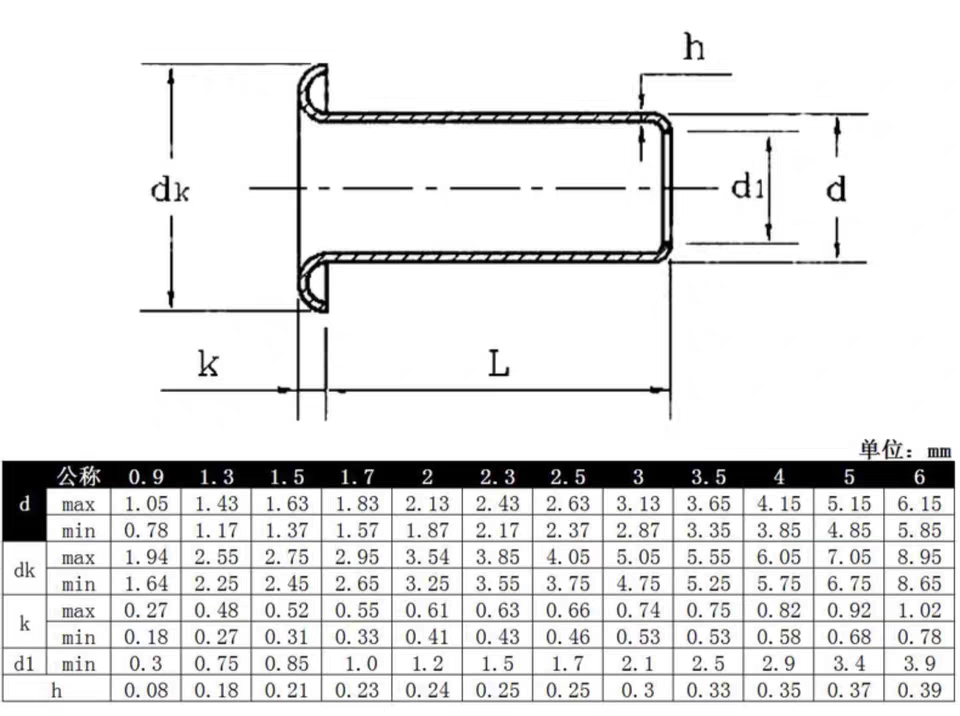 h
dk
d1
d
k
L
单位: mm
d 公称 0.9 1.3 1.5 1.7 2 2.3 2.5 3 3.5 4 5 6
max 1.05 1.43 1.63 1.83 2.13 2.43 2.63 3.13 3.65 4.15 5.15 6.15
min 0.78 1.17 1.37 1.57 1.87 2.17 2.37 2.87 3.35 3.85 4.85 5.85
dk max 1.94 2.55 2.75 2.95 3.54 3.85 4.05 5.05 5.55 6.05 7.05 8.95
min 1.64 2.25 2.45 2.65 3.25 3.55 3.75 4.75 5.25 5.75 6.75 8.65
k max 0.27 0.48 0.52 0.55 0.61 0.63 0.66 0.74 0.75 0.82 0.92 1.02
min 0.18 0.27 0.31 0.33 0.41 0.43 0.46 0.53 0.53 0.58 0.68 0.78
d1 min 0.3 0.75 0.85 1.0 1.2 1.5 1.7 2.1 2.5 2.9 3.4 3.9
h 0.08 0.18 0.21 0.23 0.24 0.25 0.25 0.3 0.33 0.35 0.37 0.39